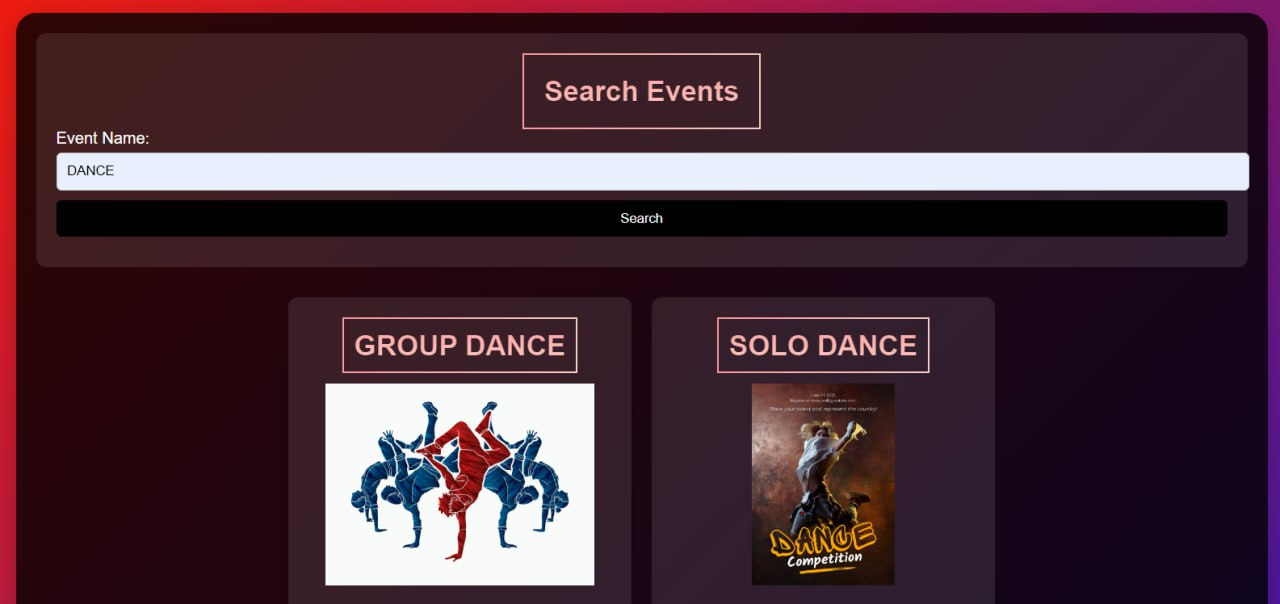 Search Events
Event Name:
DANCE
Search
GROUP DANCE
SOLO DANCE
Show your talent and represent the country!
DANCE
Competition